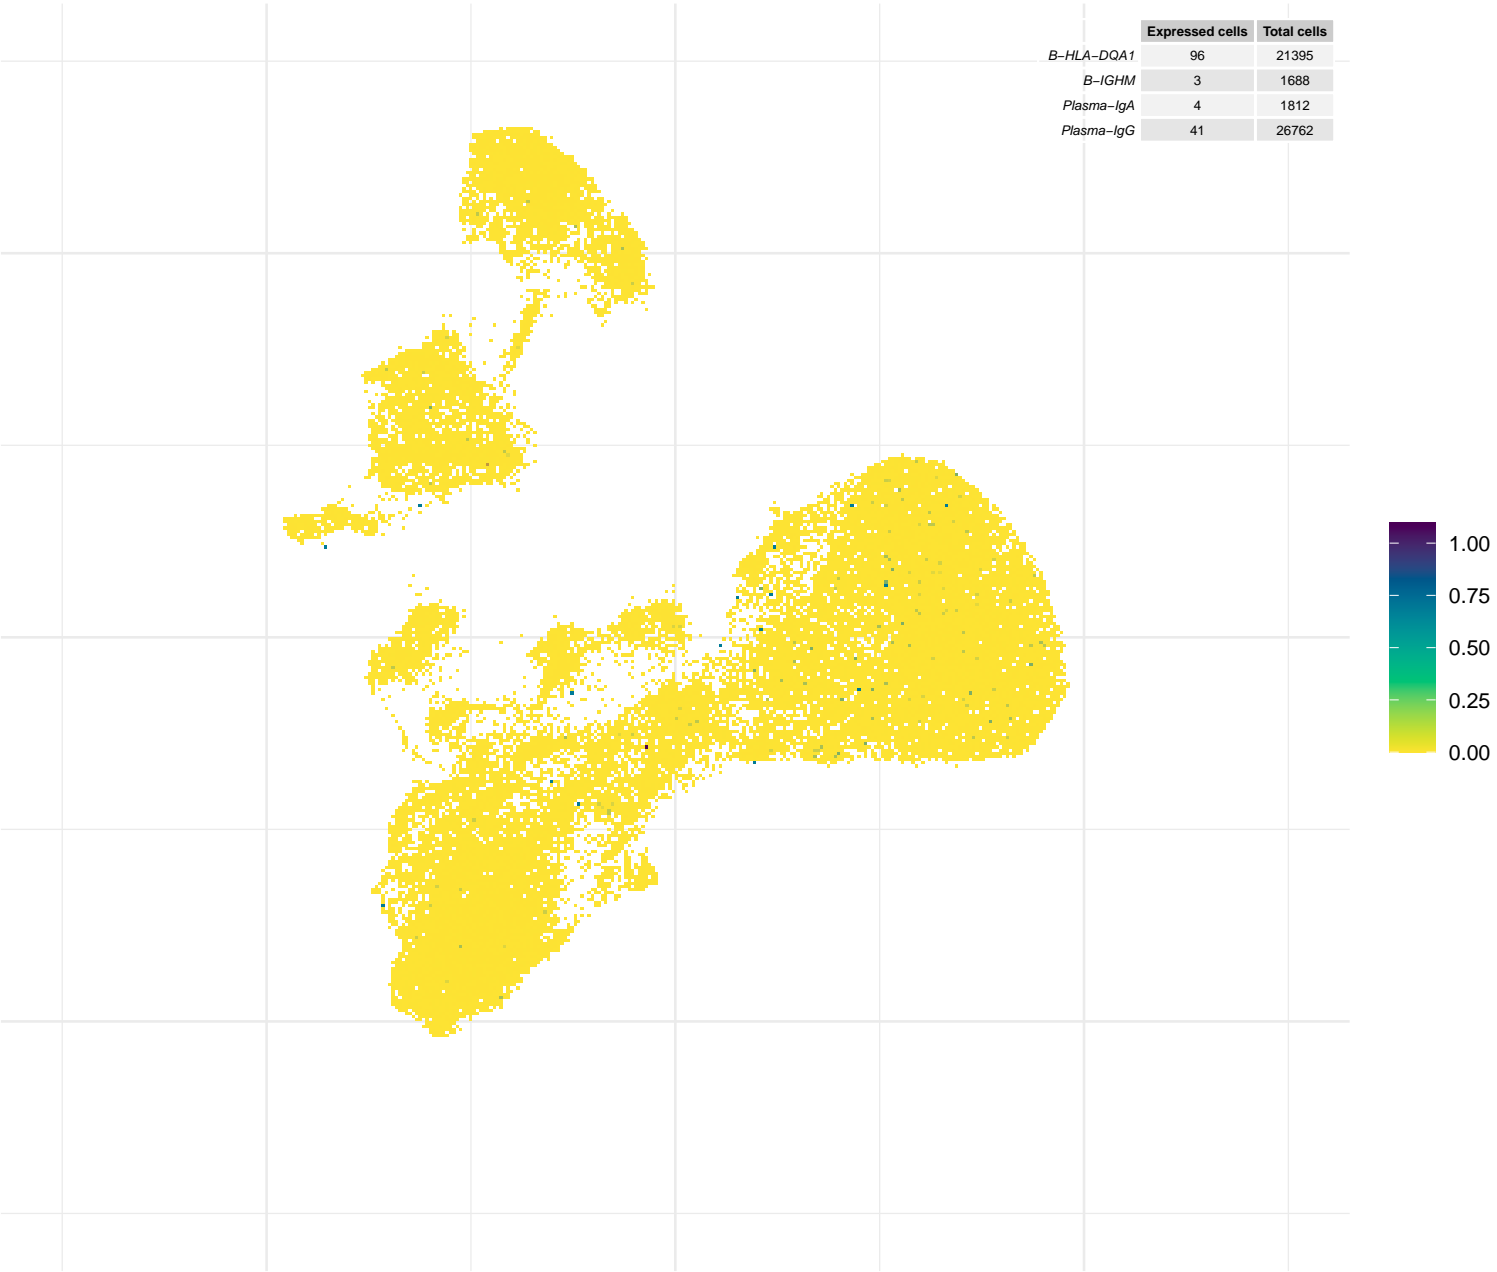 Expressed cells Total cells
B−HLA−DQA1 96 21395
B−IGHM 3 1688
Plasma−IgA 4 1812
Plasma−IgG 41 26762
1.00
0.75
0.50
0.25
0.00